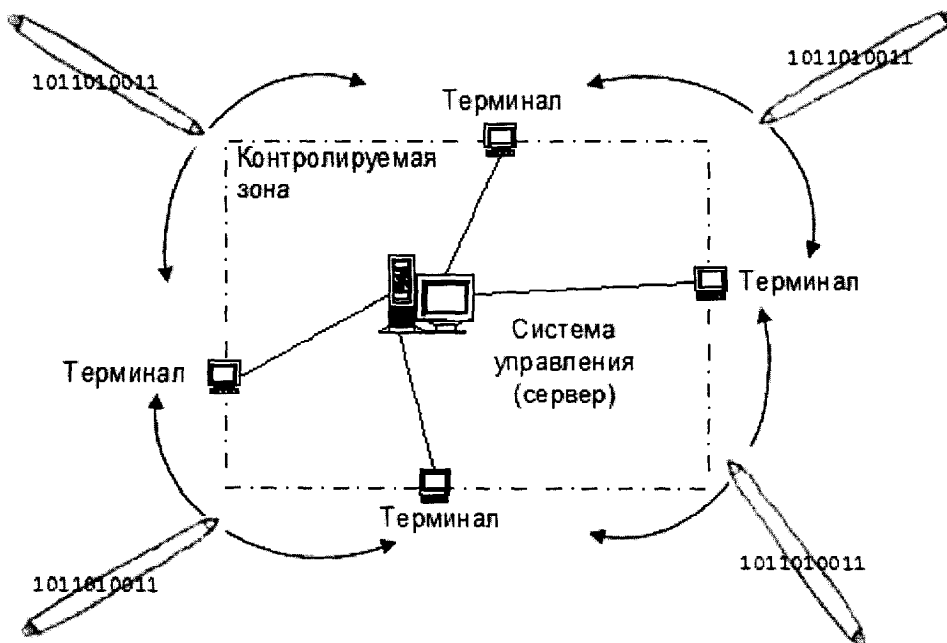 1011010011
1011010011
Терминал
Контролируемая
зона
Терминал
Система
управления
(сервер)
Терминал
Терминал
1011010011
1011010011